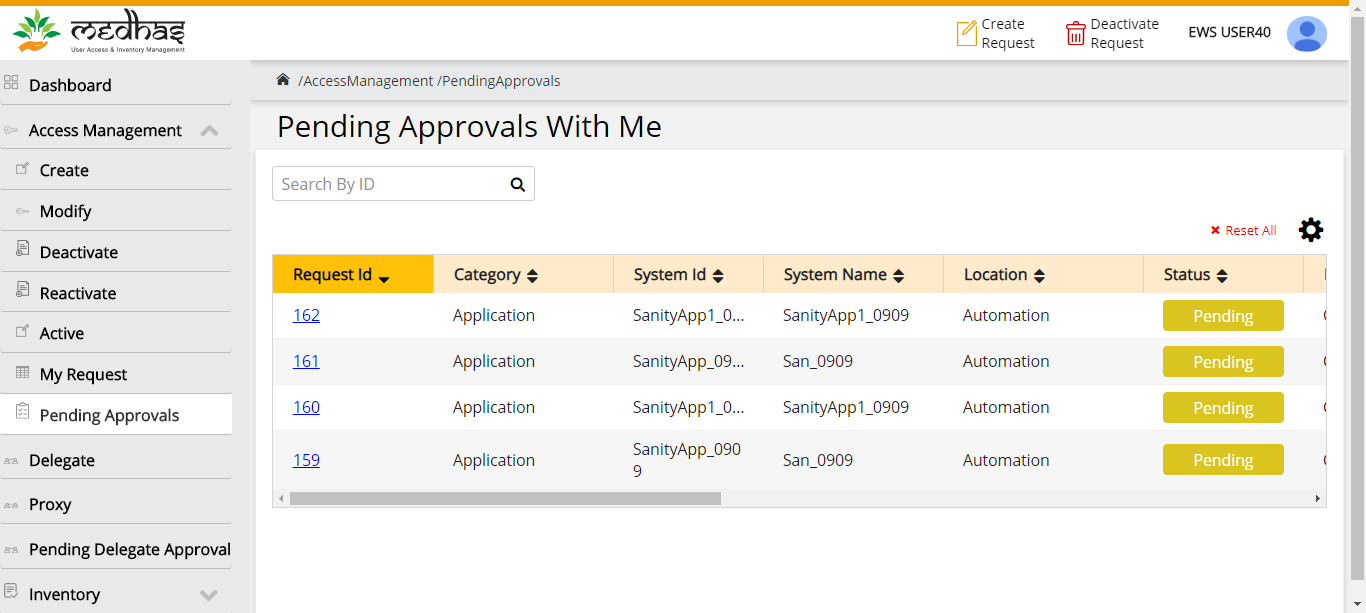 medhas
User Access & Inventory Management
Create
Request
Deactivate
Request
EWS USER40
Dashboard
Access Management
Create
Modify
Deactivate
Reactivate
Active
My Request
Pending Approvals
Delegate
Proxy
Pending Delegate Approval
Inventory
/AccessManagement /PendingApprovals
Pending Approvals With Me
Search By ID
Reset All
Request Id Category System Id System Name Location Status
162 Application SanityApp1_0... SanityApp1_0909 Automation Pending
161 Application SanityApp_09... San_0909 Automation Pending
160 Application SanityApp1_0... SanityApp1_0909 Automation Pending
159 Application SanityApp_090
9 San_0909 Automation Pending